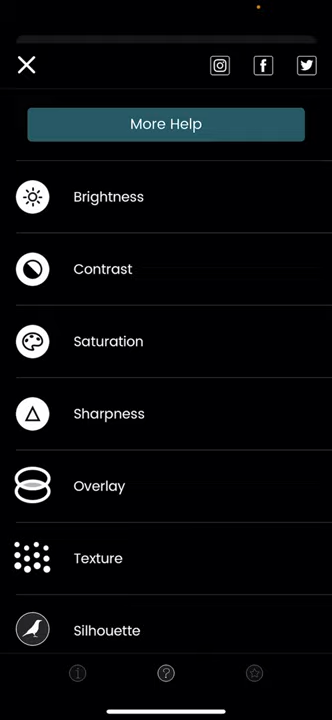 More Help
Brightness
Contrast
Saturation
Sharpness
Overlay
Texture
Silhouette